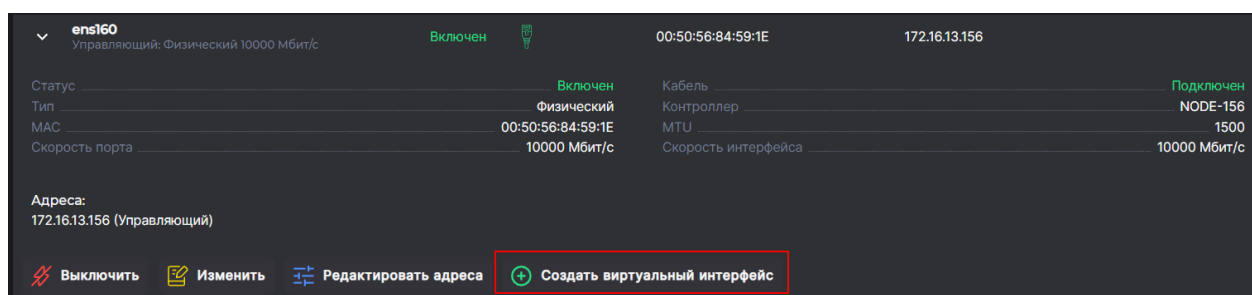 ens160
Управляющий: Физический 10000 Мбит/с
Включен
00:50:56:84:59:1E
172.16.13.156
Статус Включен
Тип Физический
MAC 00:50:56:84:59:1E
Скорость порта 10000 Мбит/с
Кабель Подключен
Контроллер NODE-156
MTU 1500
Скорость интерфейса 10000 Мбит/с
Адреса:
172.16.13.156 (Управляющий)
Выключить Изменить Редактировать адреса Создать виртуальный интерфейс